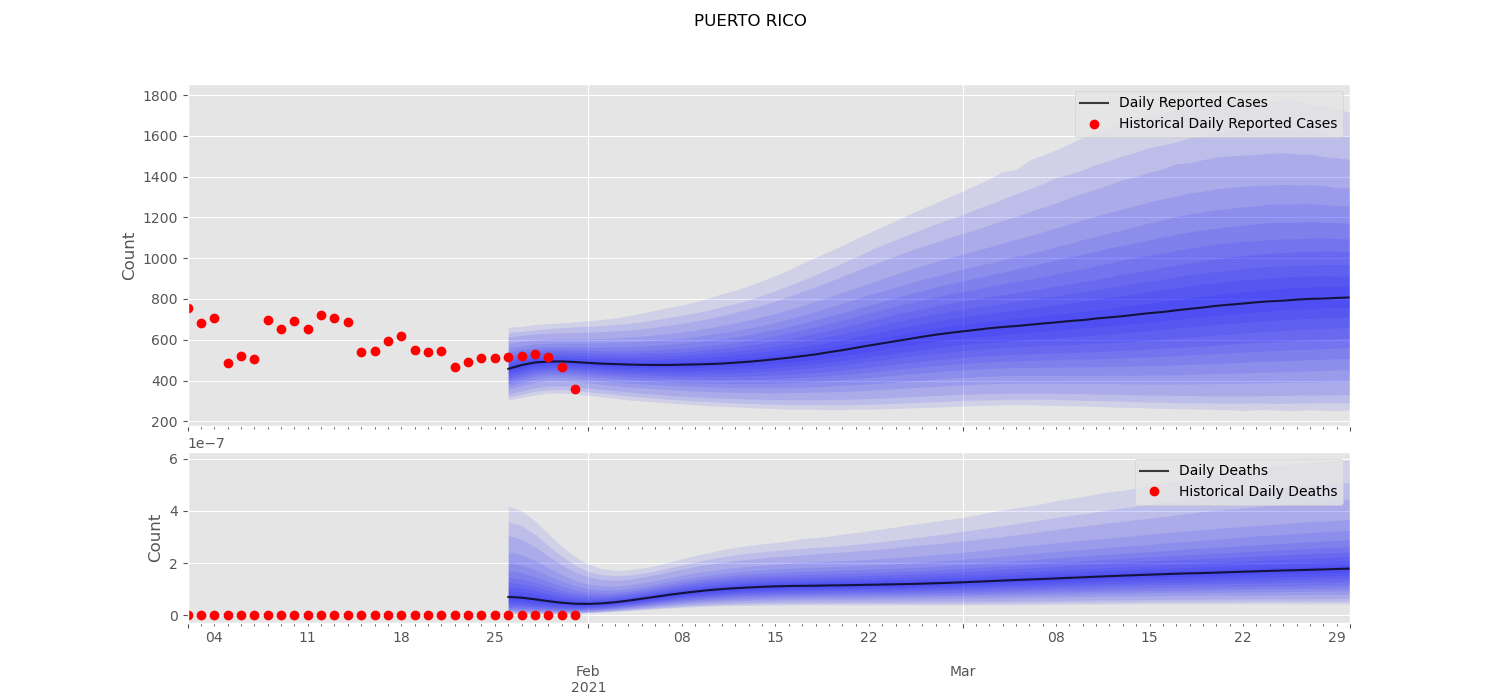 PUERTO RICO
1800
1600
1400
1200
1000
800
600
400
200
Count
Daily Reported Cases
Historical Daily Reported Cases
1e−7
6
4
2
0
Count
Daily Deaths
Historical Daily Deaths
04 11 18 25 08 15 22 08 15 22 29
Feb Mar
2021